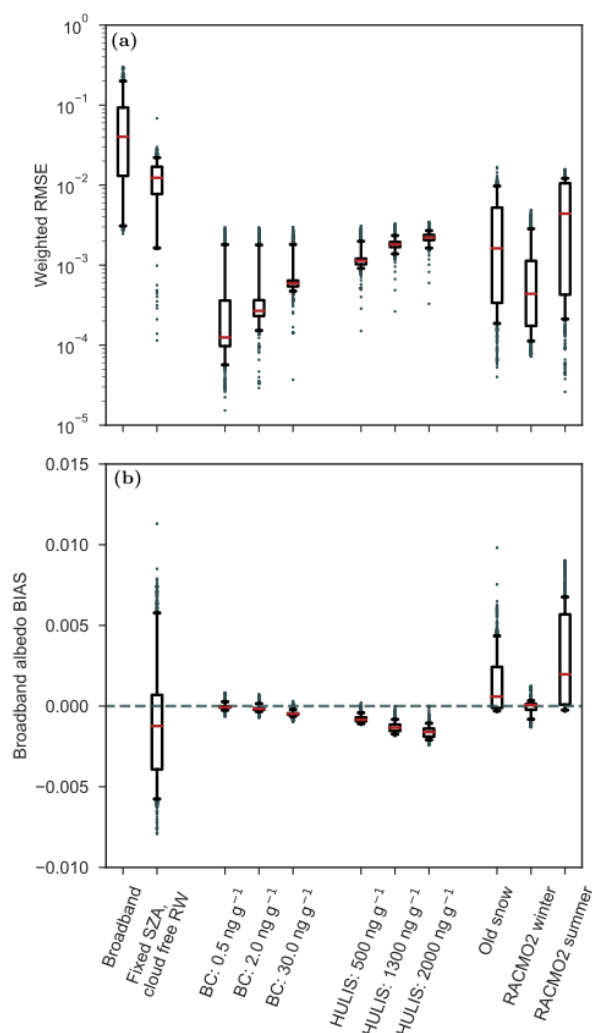 (a)
Weighted RMSE
10⁰
10⁻¹
10⁻²
10⁻³
10⁻⁴
10⁻⁵
(b)
Broadband albedo BIAS
0.015
0.010
0.005
0.000
−0.005
−0.010
Broadband
Fixed SZA,
cloud free RW
BC: 0.5 ng g⁻¹
BC: 2.0 ng g⁻¹
BC: 30.0 ng g⁻¹
HULIS: 500 ng g⁻¹
HULIS: 1300 ng g⁻¹
HULIS: 2000 ng g⁻¹
Old snow
RACMO2 winter
RACMO2 summer